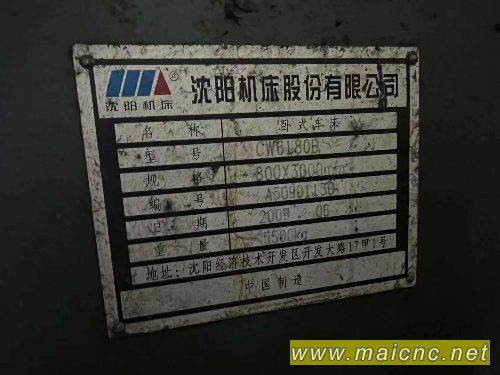 沈阳机床
沈阳机床股份有限公司
名 称 卧式车床
型 号 CW6180B
规 格 800X3000mm
编 号
日 期 2009 06
重 量
地址: 沈阳经济技术开发区开发大路17甲1号
中国制造
www.maicnc.net